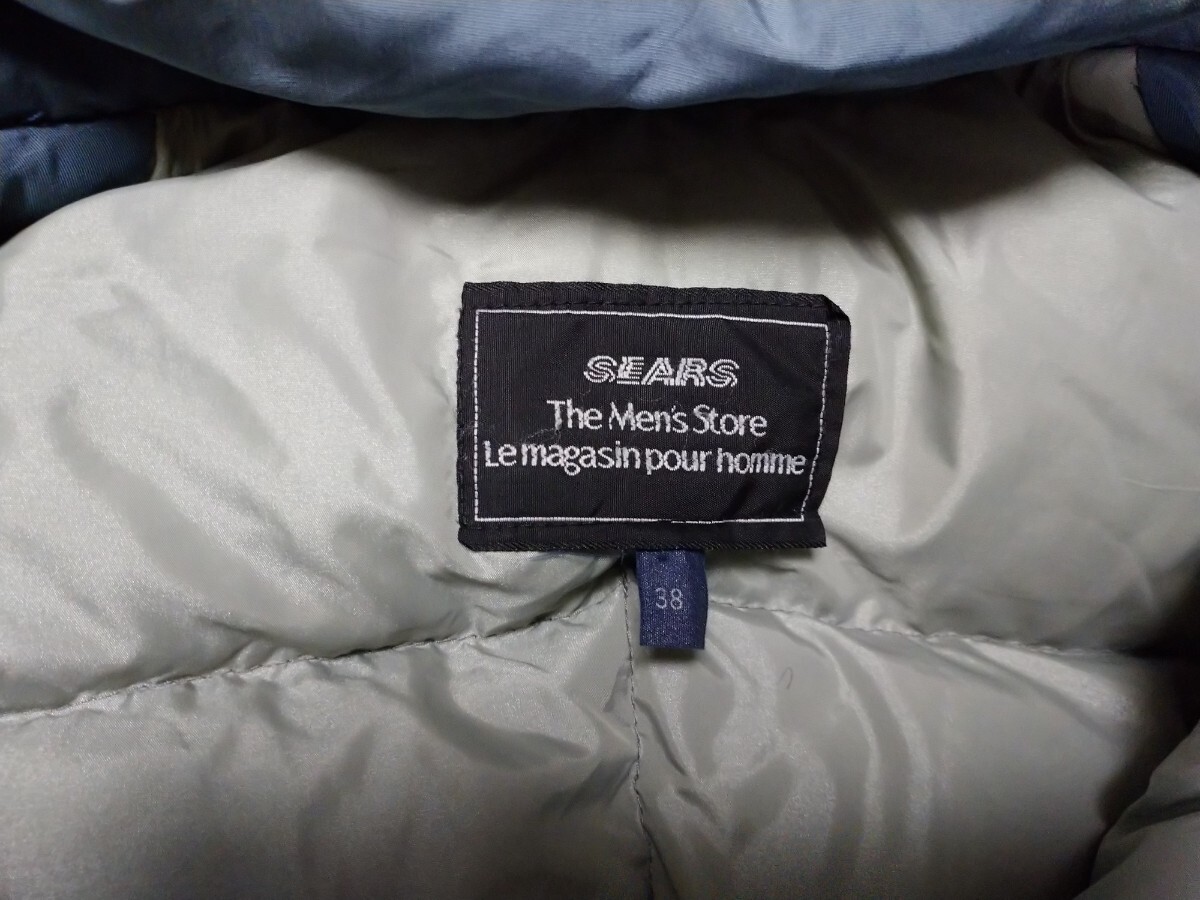 SEARS
The Men's Store
Le magasin pour homme
38